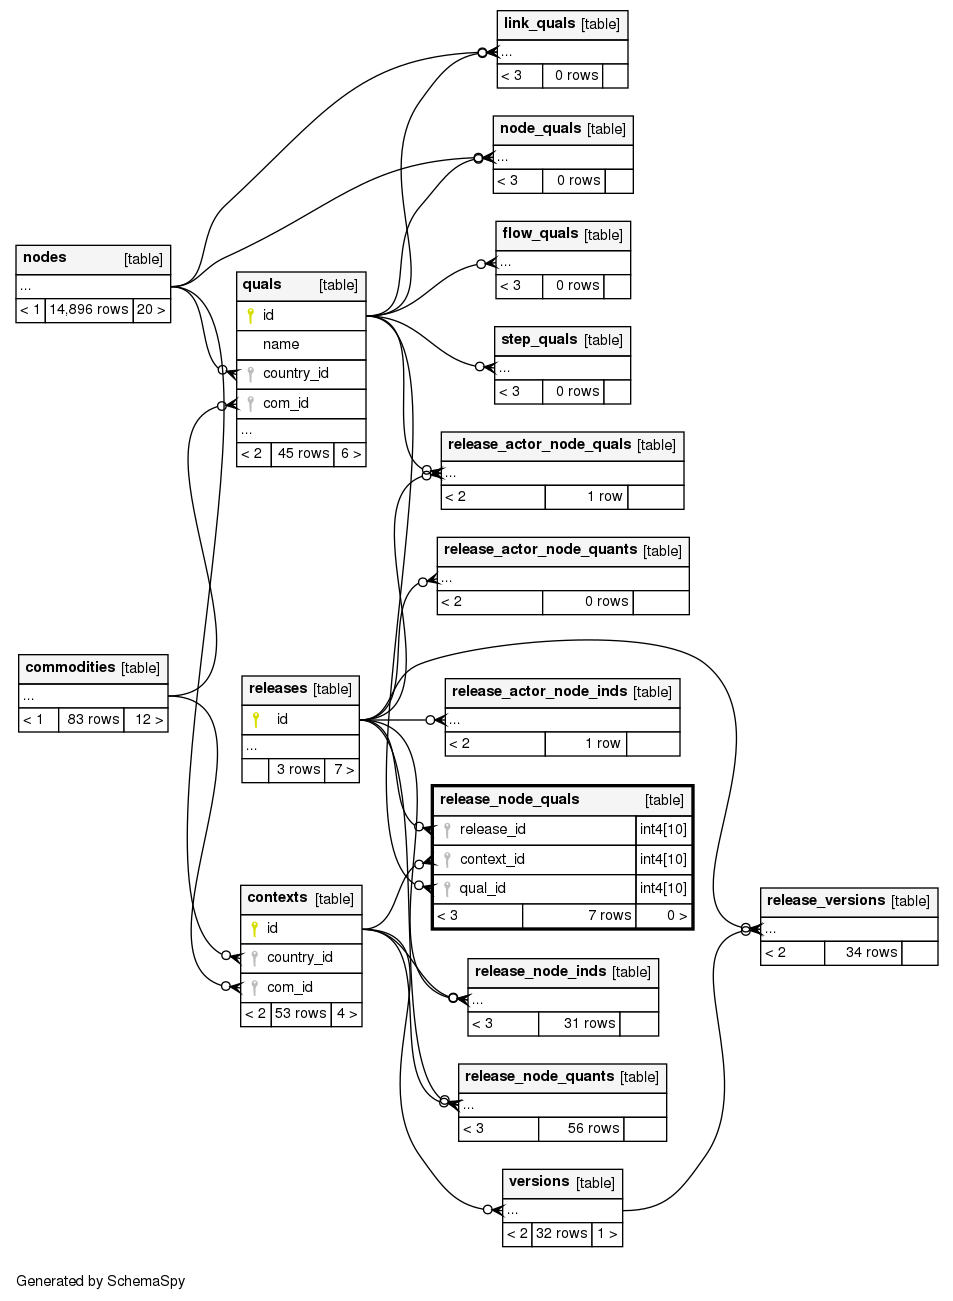 link_quals [table]
...
< 3 0 rows
node_quals [table]
...
< 3 0 rows
flow_quals [table]
...
< 3 0 rows
nodes [table]
...
< 1 14,896 rows 20 >
quals [table]
id
name
country_id
com_id
...
< 2 45 rows 6 >
step_quals [table]
...
< 3 0 rows
release_actor_node_quals [table]
...
< 2 1 row
release_actor_node_quants [table]
...
< 2 0 rows
commodities [table]
...
< 1 83 rows 12 >
releases [table]
id
...
3 rows 7 >
release_actor_node_inds [table]
...
< 2 1 row
release_node_quals [table]
release_id int4[10]
context_id int4[10]
qual_id int4[10]
< 3 7 rows 0 >
contexts [table]
id
country_id
com_id
< 2 53 rows 4 >
release_versions [table]
...
< 2 34 rows
release_node_inds [table]
...
< 3 31 rows
release_node_quants [table]
...
< 3 56 rows
versions [table]
...
< 2 32 rows 1 >
Generated by SchemaSpy